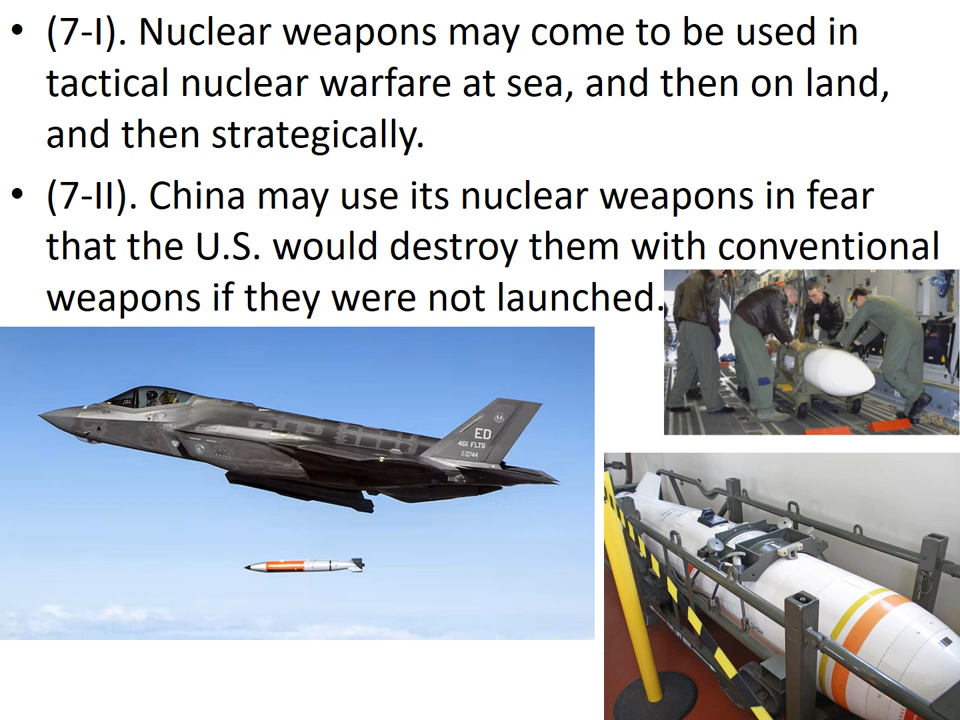 • (7-I). Nuclear weapons may come to be used in
tactical nuclear warfare at sea, and then on land,
and then strategically.
• (7-II). China may use its nuclear weapons in fear
that the U.S. would destroy them with conventional
weapons if they were not launched.
ED
461 FLTS
0744